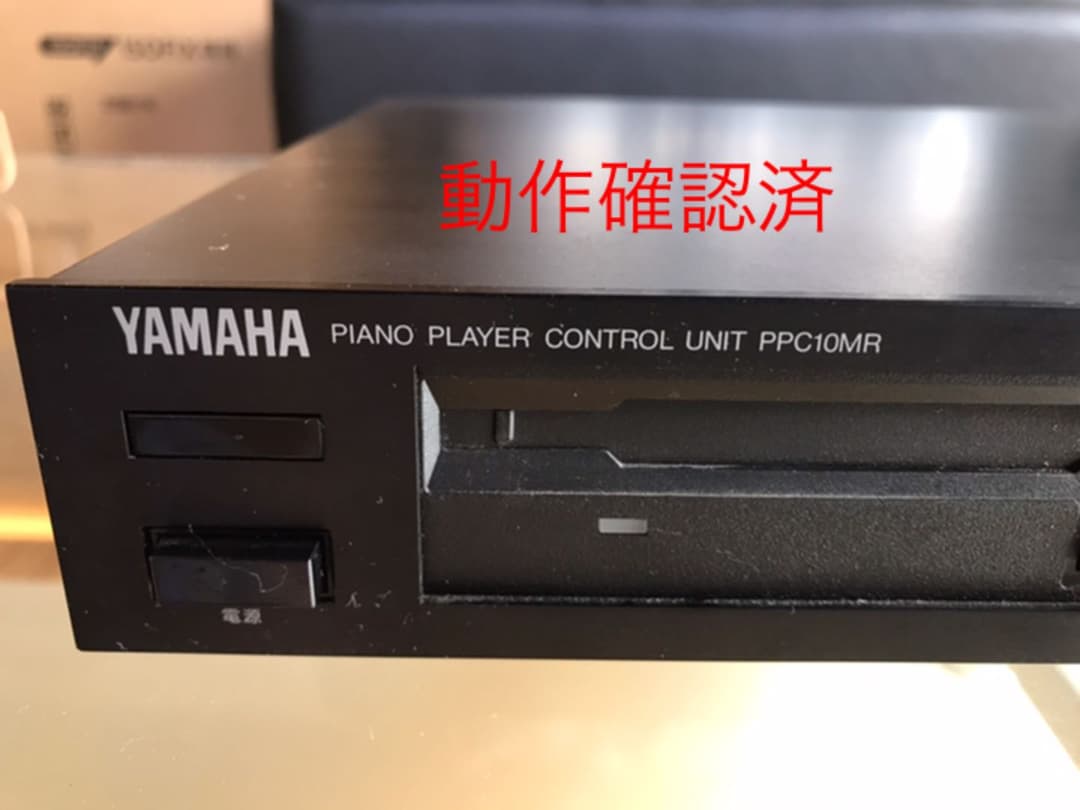 動作確認済
YAMAHA PIANO PLAYER CONTROL UNIT PPC10MR
電源